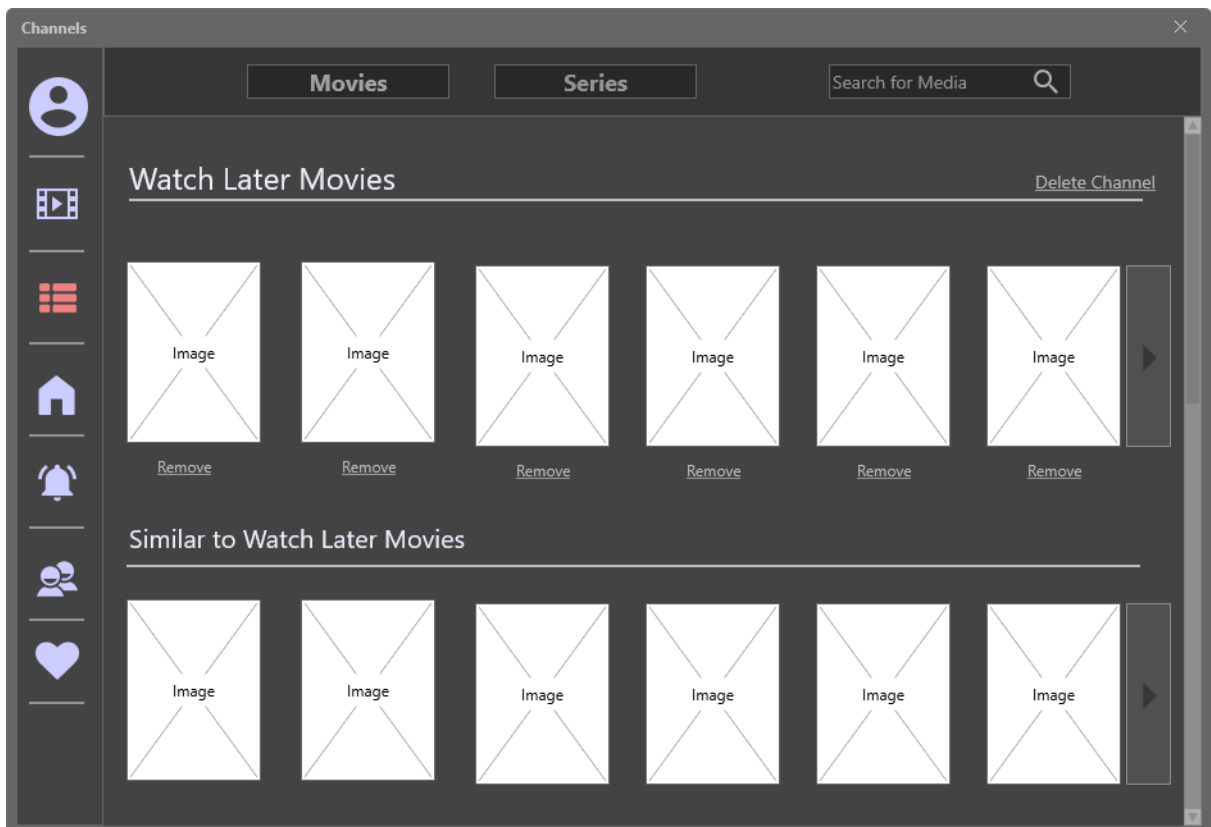 Channels
Movies
Series
Search for Media
Watch Later Movies
Delete Channel
Image
Image
Image
Image
Image
Image
Remove
Remove
Remove
Remove
Remove
Remove
Similar to Watch Later Movies
Image
Image
Image
Image
Image
Image